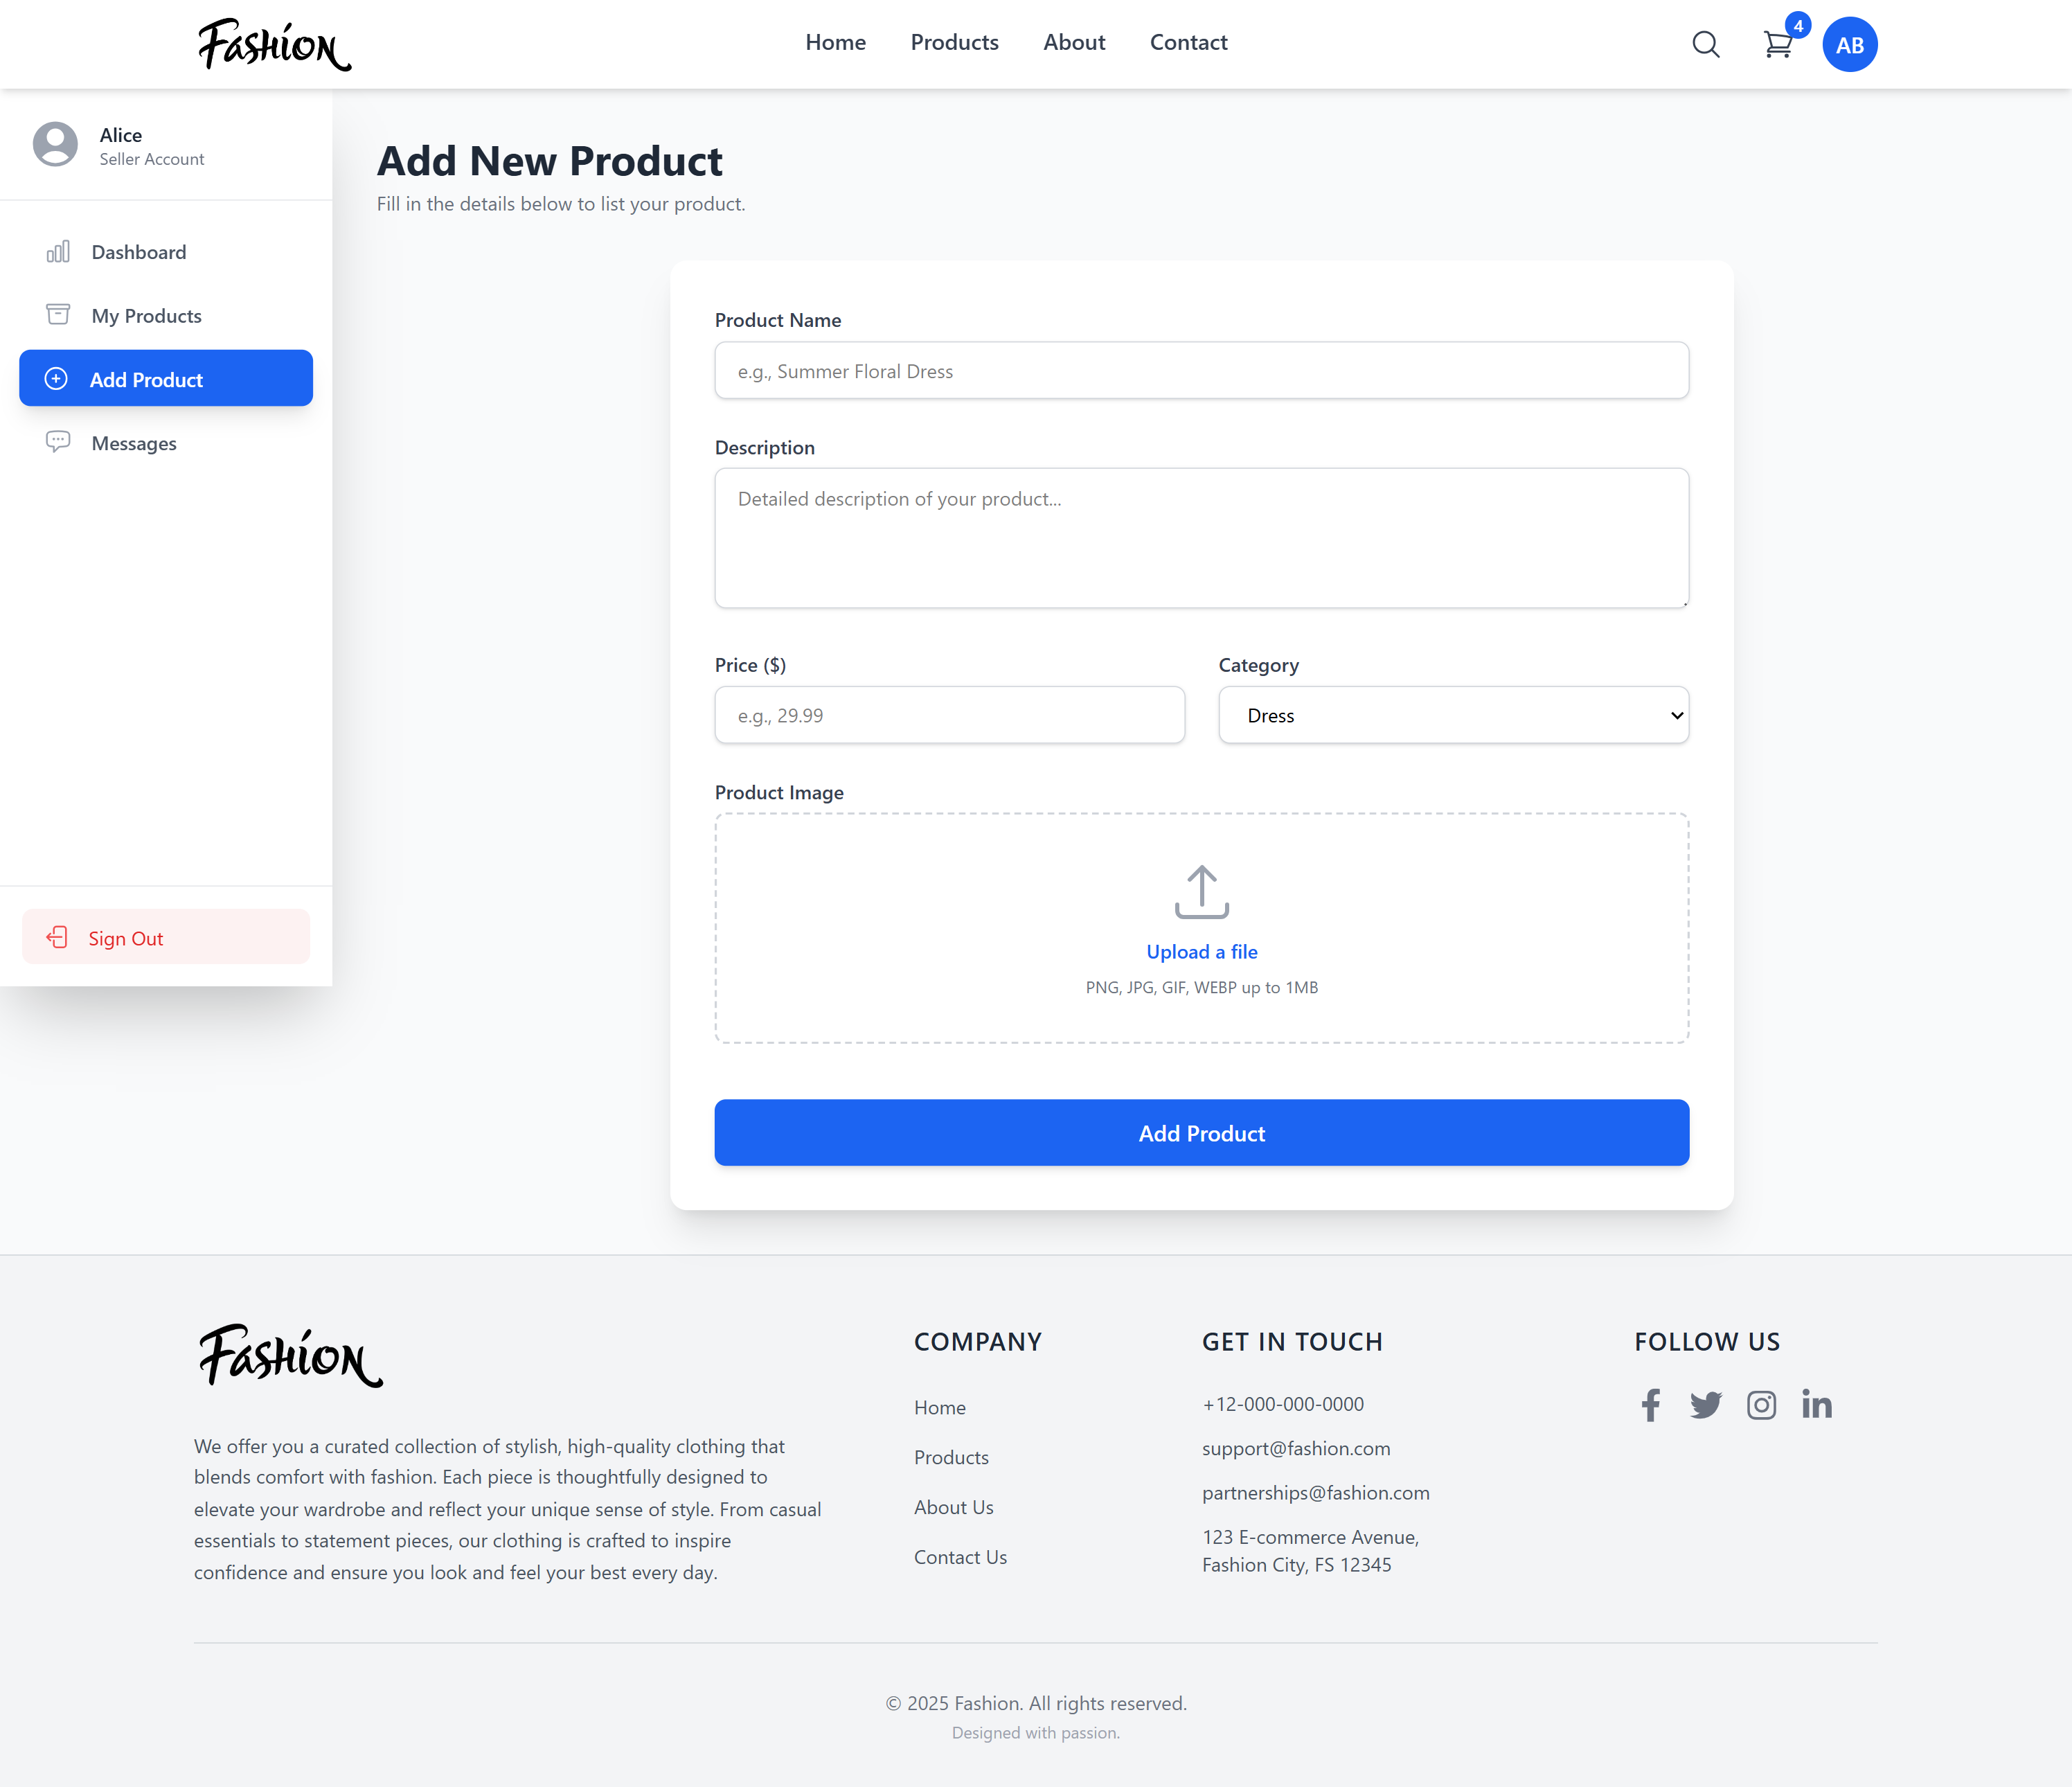 Fashion
Home
Products
About
Contact
4
AB
Alice
Seller Account
Dashboard
My Products
Add Product
Messages
Sign Out
Add New Product
Fill in the details below to list your product.
Product Name
e.g., Summer Floral Dress
Description
Detailed description of your product...
Price ($)
Category
e.g., 29.99
Dress
Product Image
Upload a file
PNG, JPG, GIF, WEBP up to 1MB
Add Product
Fashion
We offer you a curated collection of stylish, high-quality clothing that
blends comfort with fashion. Each piece is thoughtfully designed to
elevate your wardrobe and reflect your unique sense of style. From casual
essentials to statement pieces, our clothing is crafted to inspire
confidence and ensure you look and feel your best every day.
COMPANY
Home
Products
About Us
Contact Us
GET IN TOUCH
+12-000-000-0000
support@fashion.com
partnerships@fashion.com
123 E-commerce Avenue,
Fashion City, FS 12345
FOLLOW US
© 2025 Fashion. All rights reserved.
Designed with passion.